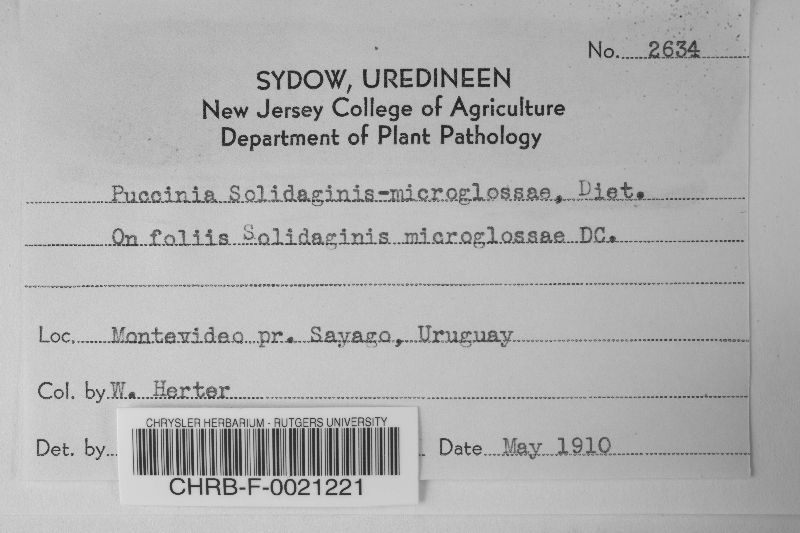 No. 2634
SYDOW, UREDINEEN
New Jersey College of Agriculture
Department of Plant Pathology
Puccinia Solidaginis-microglossae, Diet.
On foliis Solidaginis microglossae DC.
Loc. Montevideo pr. Sayago, Uruguay
Col. by W. Herter
CHRYSLER HERBARIUM - RUTGERS UNIVERSITY
Det. by Date May 1910
CHRB-F-0021221